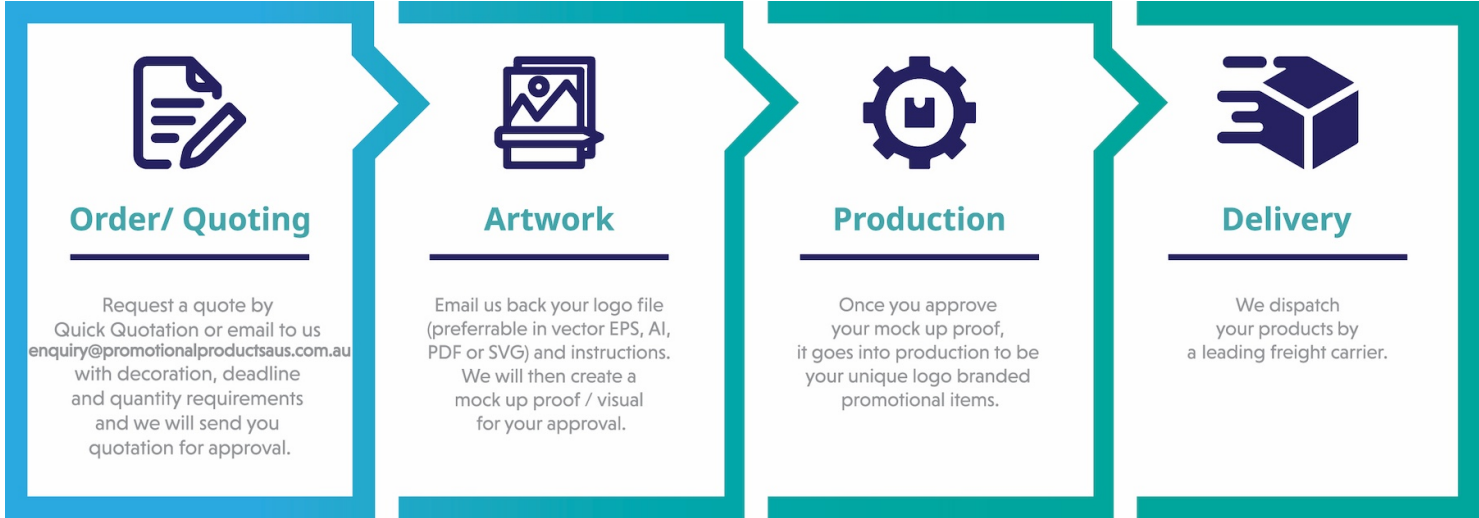 Order/ Quoting
Request a quote by
Quick Quotation or email to us
enquiry@promotionalproductsaus.com.au
with decoration, deadline
and quantity requirements
and we will send you
quotation for approval.
Artwork
Email us back your logo file
(preferrable in vector EPS, AI,
PDF or SVG) and instructions.
We will then create a
mock up proof / visual
for your approval.
Production
Once you approve
your mock up proof,
it goes into production to be
your unique logo branded
promotional items.
Delivery
We dispatch
your products by
a leading freight carrier.